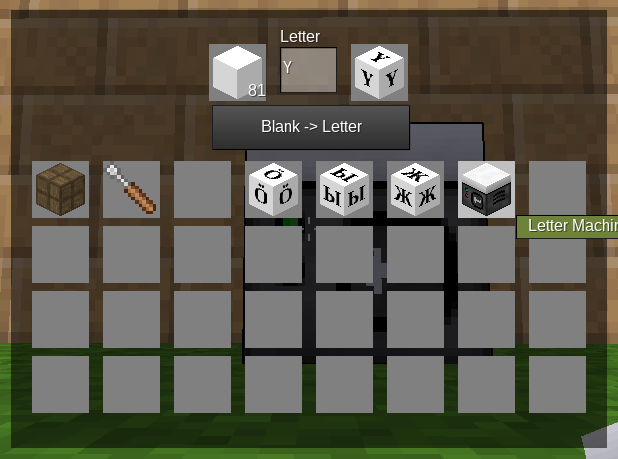 Letter
81
Y
Y
Y Y
Blank -> Letter
Ö
Ö Ö
Ы
Ы Ы
Ж
Ж Ж
Letter Machin